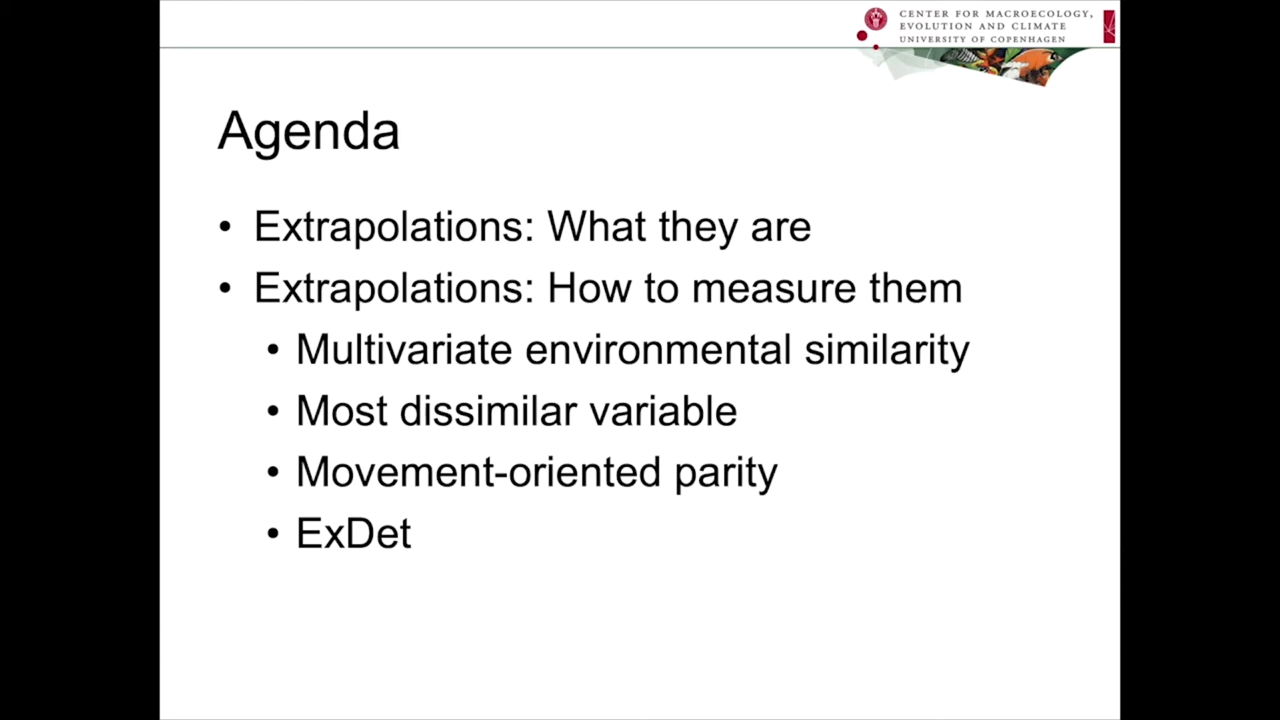 CENTER FOR MACROECOLOGY,
EVOLUTION AND CLIMATE
UNIVERSITY OF COPENHAGEN
Agenda
• Extrapolations: What they are
• Extrapolations: How to measure them
• Multivariate environmental similarity
• Most dissimilar variable
• Movement-oriented parity
• ExDet